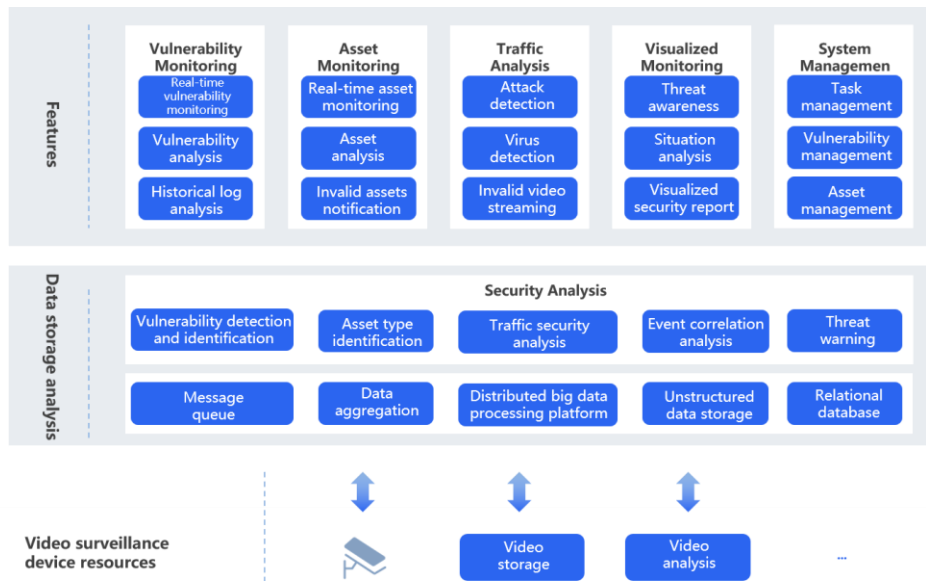 Features
Vulnerability
Monitoring
Real-time
vulnerability
monitoring
Vulnerability
analysis
Historical log
analysis
Asset
Monitoring
Real-time asset
monitoring
Asset
analysis
Invalid assets
notification
Traffic
Analysis
Attack
detection
Virus
detection
Invalid video
streaming
Visualized
Monitoring
Threat
awareness
Situation
analysis
Visualized
security report
System
Managemen
Task
management
Vulnerability
management
Asset
management
Data storage analysis
Security Analysis
Vulnerability detection
and identification
Asset type
identification
Traffic security
analysis
Event correlation
analysis
Threat
warning
Message
queue
Data
aggregation
Distributed big data
processing platform
Unstructured
data storage
Relational
database
Video surveillance
device resources
Video
storage
Video
analysis
...